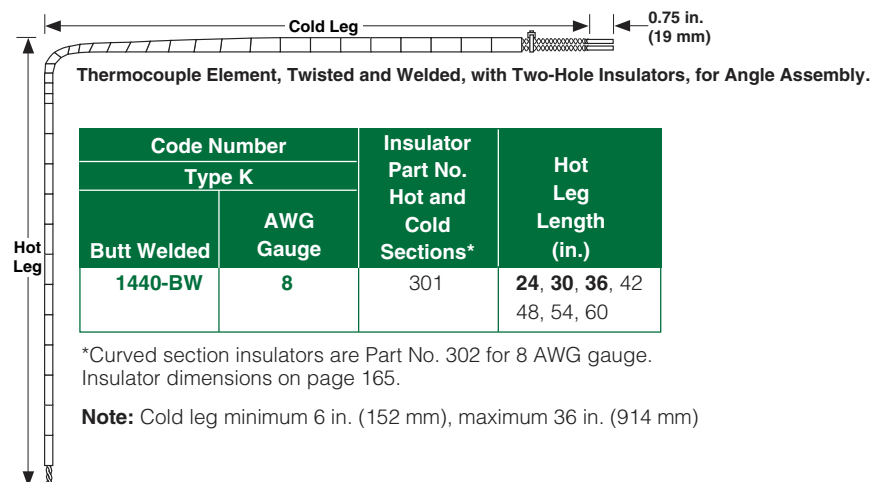 Cold Leg
0.75 in.
(19 mm)
Thermocouple Element, Twisted and Welded, with Two-Hole Insulators, for Angle Assembly.
Hot
Leg
Code Number
Type K
Butt Welded
AWG
Gauge
Insulator
Part No.
Hot and
Cold
Sections*
Hot
Leg
Length
(in.)
1440-BW
8
301
24, 30, 36, 42
48, 54, 60
*Curved section insulators are Part No. 302 for 8 AWG gauge.
Insulator dimensions on page 165.
Note: Cold leg minimum 6 in. (152 mm), maximum 36 in. (914 mm)